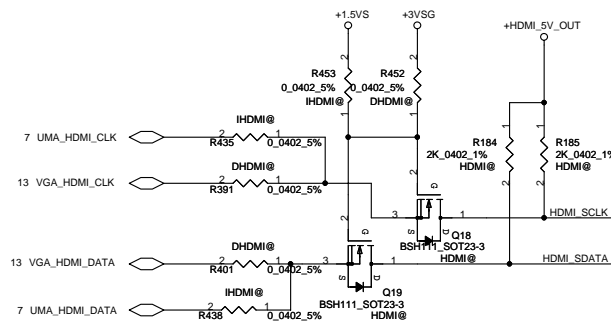 +1.5VS
+3VSG
+HDMI_5V_OUT
2
2
R453
0_0402_5%
IHDMI@
R452
0_0402_5%
DHDMI@
1
1
7 UMA_HDMI_CLK
2
IHDMI@
1
R435
0_0402_5%
2
2
R184
2K_0402_1%
HDMI@
R185
2K_0402_1%
HDMI@
1
1
13 VGA_HDMI_CLK
2
DHDMI@
1
R391
0_0402_5%
2
G
3
1
S
D
Q18
BSH111_SOT23-3
HDMI@
HDMI_SCLK
2
G
13 VGA_HDMI_DATA
2
DHDMI@
1
R401
0_0402_5%
3
1
S
D
Q19
BSH111_SOT23-3
HDMI@
HDMI_SDATA
7 UMA_HDMI_DATA
2
IHDMI@
1
R438
0_0402_5%